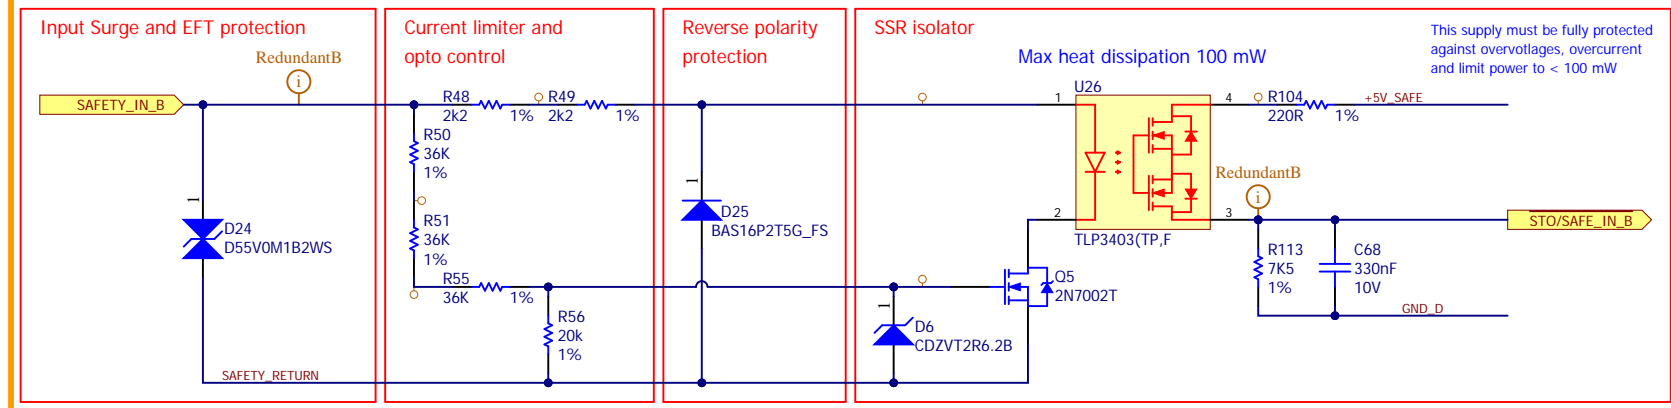 Input Surge and EFT protection
Current limiter and
opto control
Reverse polarity
protection
SSR isolator
Max heat dissipation 100 mW
This supply must be fully protected
against overvotlages, overcurrent
and limit power to < 100 mW
RedundantB
i
SAFETY_IN_B
R48
2k2
1%
R49
2k2
1%
R50
36K
1%
R51
36K
1%
R55
36K
1%
R56
20k
1%
1
D24
D55V0M1B2WS
SAFETY_RETURN
1
D25
BAS16P2T5G_FS
U26
1
2
4
3
TLP3403(TP,F
R104
220R
1%
+5V_SAFE
RedundantB
i
STO/SAFE_IN_B
R113
7K5
1%
C68
330nF
10V
GND_D
Q5
2N7002T
1
D6
CDZVT2R6.2B